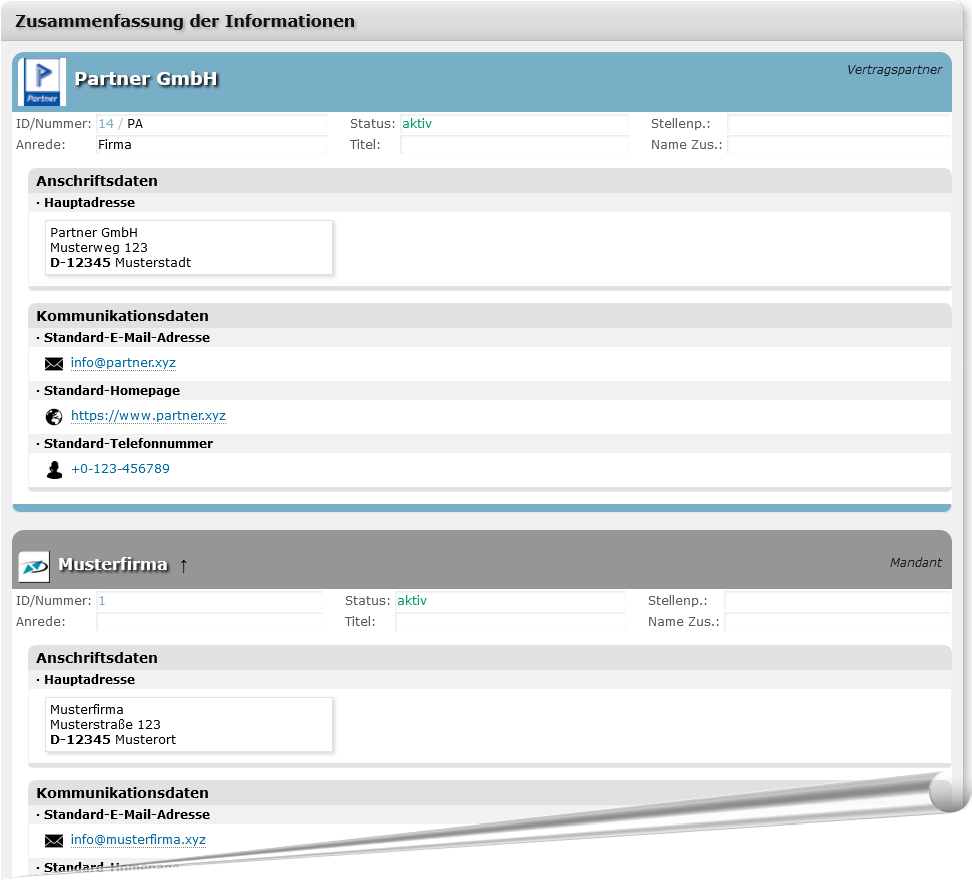 Zusammenfassung der Informationen
Partner
Partner GmbH
Vertragspartner
ID/Nummer: 14 / PA Status: aktiv Stellenp.:
Anrede: Firma Titel: Name Zus.:
Anschriftsdaten
· Hauptadresse
Partner GmbH
Musterweg 123
D-12345 Musterstadt
Kommunikationsdaten
· Standard-E-Mail-Adresse
info@partner.xyz
· Standard-Homepage
https://www.partner.xyz
· Standard-Telefonnummer
+0-123-456789
Musterfirma ↑
Mandant
ID/Nummer: 1 Status: aktiv Stellenp.:
Anrede: Titel: Name Zus.:
Anschriftsdaten
· Hauptadresse
Musterfirma
Musterstraße 123
D-12345 Musterort
Kommunikationsdaten
· Standard-E-Mail-Adresse
info@musterfirma.xyz
· Standard-Homepage